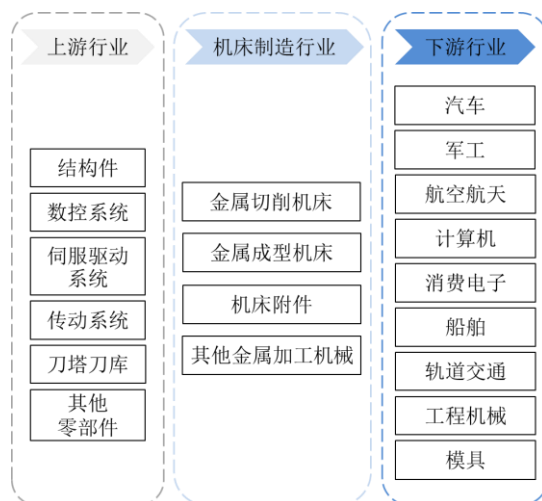 上游行业
结构件
数控系统
伺服驱动
系统
传动系统
刀塔刀库
其他
零部件
机床制造行业
金属切削机床
金属成型机床
机床附件
其他金属加工机械
下游行业
汽车
军工
航空航天
计算机
消费电子
船舶
轨道交通
工程机械
模具